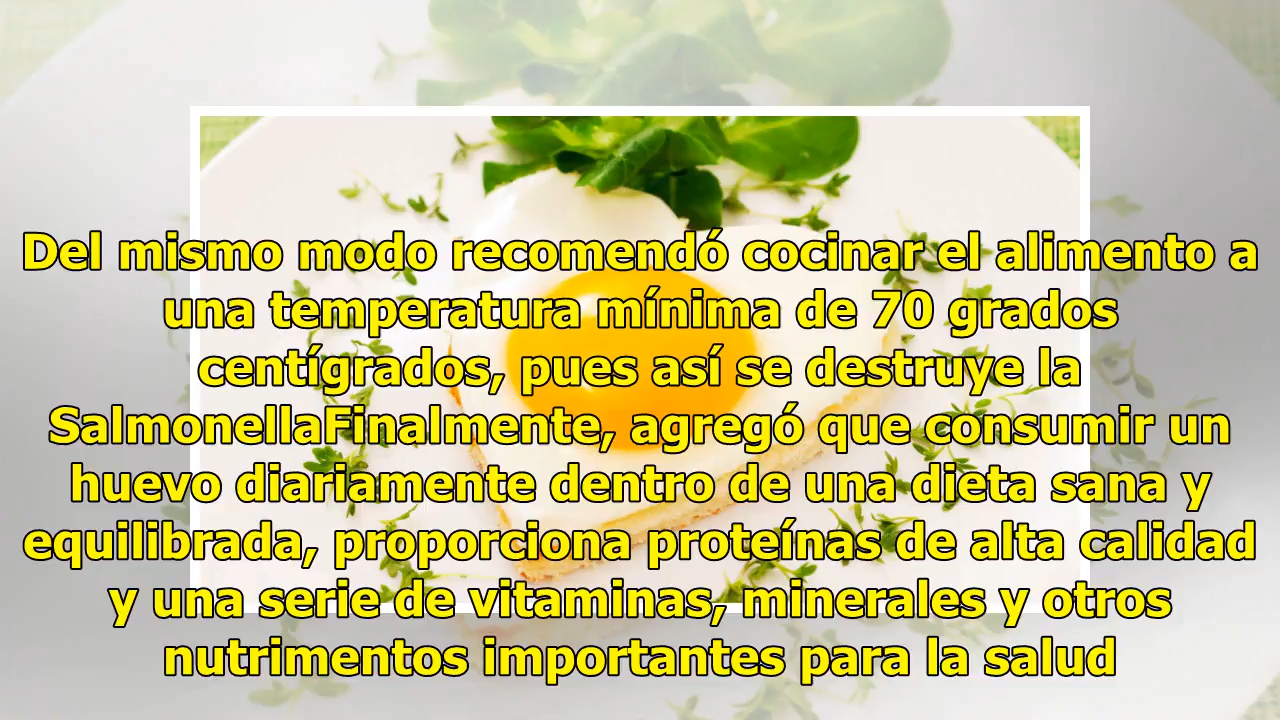 Del mismo modo recomendó cocinar el alimento a
una temperatura mínima de 70 grados
centígrados, pues así se destruye la
SalmonellaFinalmente, agregó que consumir un
huevo diariamente dentro de una dieta sana y
equilibrada, proporciona proteínas de alta calidad
y una serie de vitaminas, minerales y otros
nutrimentos importantes para la salud